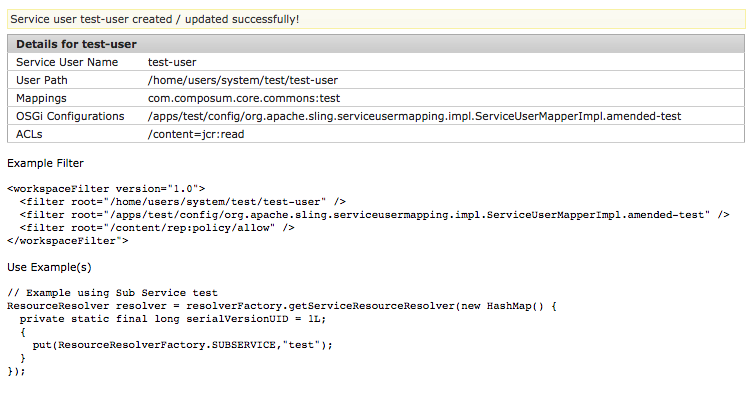 Service user test-user created / updated successfully!
Details for test-user
Service User Name test-user
User Path /home/users/system/test/test-user
Mappings com.composum.core.commons:test
OSGi Configurations /apps/test/config/org.apache.sling.serviceusermapping.impl.ServiceUserMapperImpl.amended-test
ACLs /content=jcr:read
Example Filter
<workspaceFilter version="1.0">
  <filter root="/home/users/system/test/test-user" />
  <filter root="/apps/test/config/org.apache.sling.serviceusermapping.impl.ServiceUserMapperImpl.amended-test" />
  <filter root="/content/rep:policy/allow" />
</workspaceFilter">
Use Example(s)
// Example using Sub Service test
ResourceResolver resolver = resolverFactory.getServiceResourceResolver(new HashMap() {
  private static final long serialVersionUID = 1L;
  {
    put(ResourceResolverFactory.SUBSERVICE,"test");
  }
});